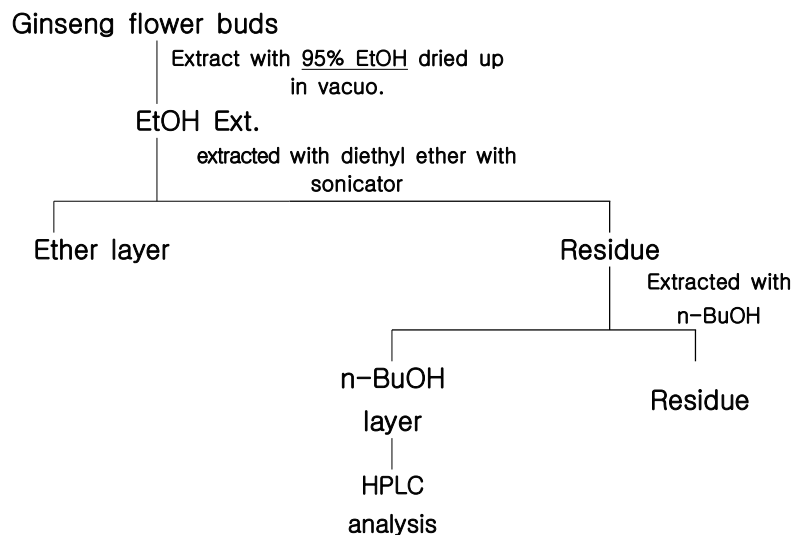 Ginseng flower buds
Extract with 95% EtOH dried up
in vacuo.
EtOH Ext.
extracted with diethyl ether with
sonicator
Ether layer
Residue
Extracted with
n-BuOH
n-BuOH
layer
Residue
HPLC
analysis